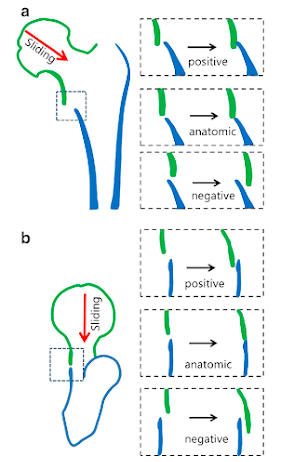 a
Sliding
positive
anatomic
negative
b
Sliding
positive
anatomic
negative